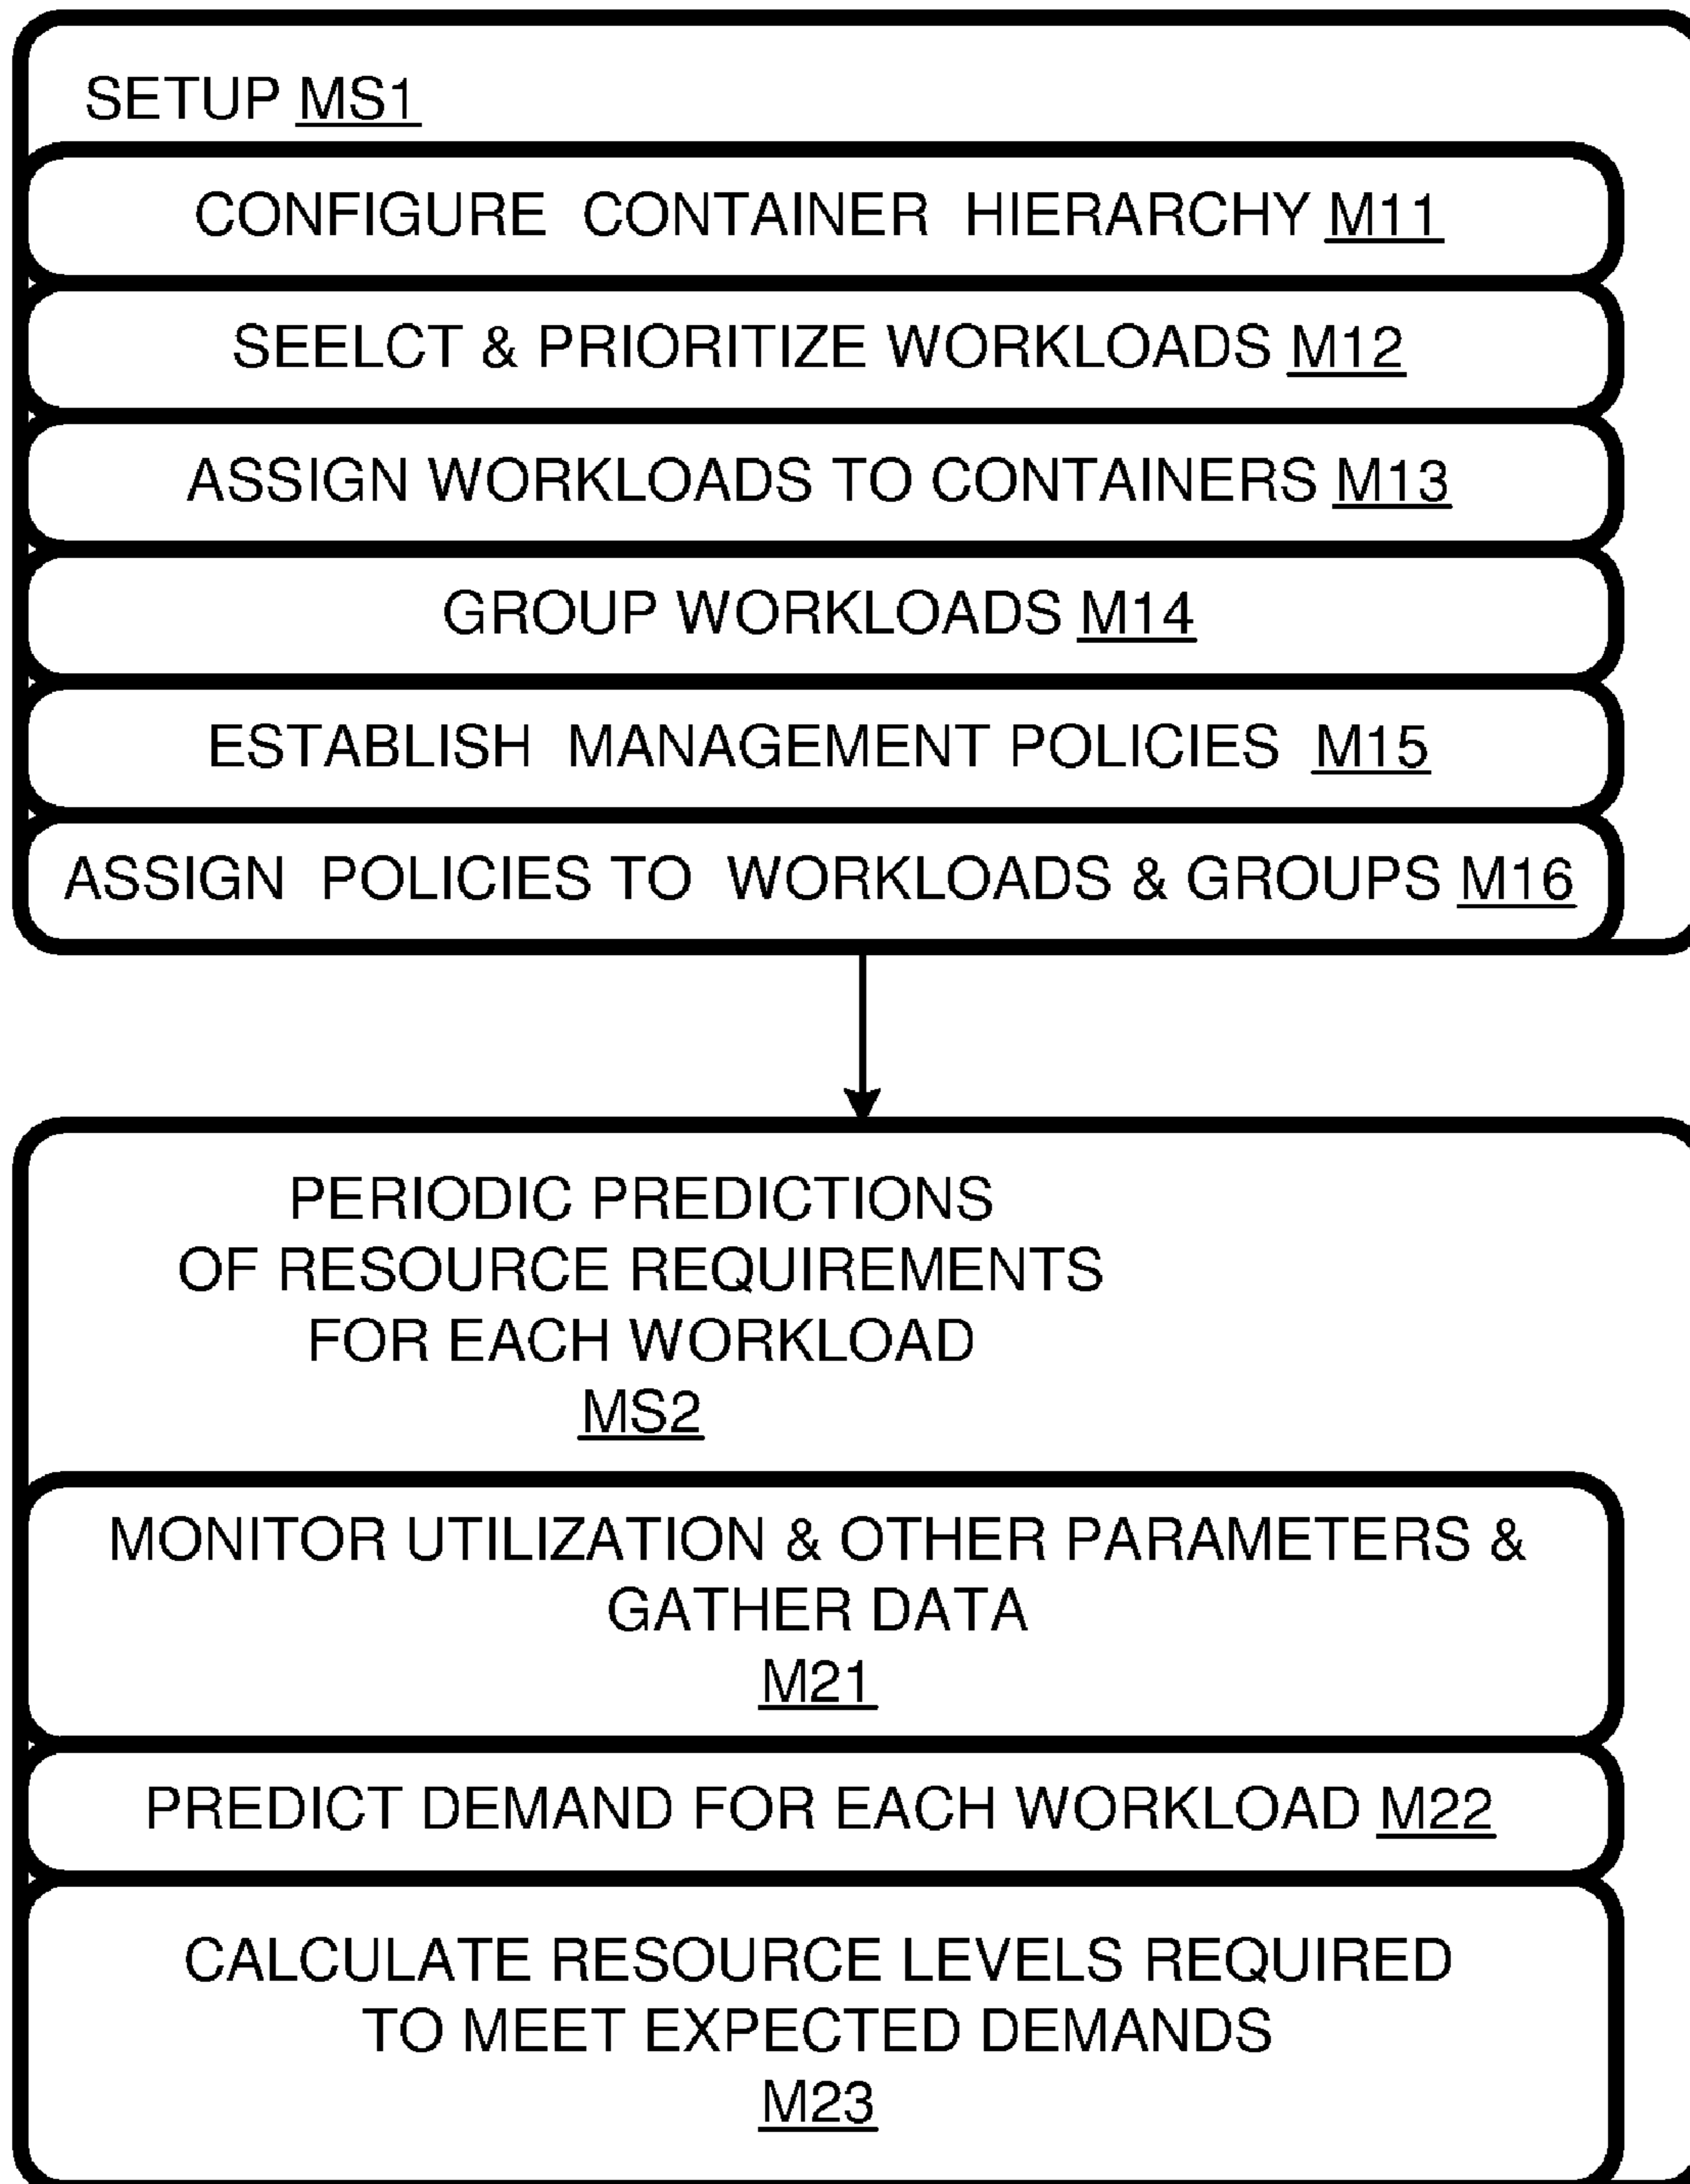 SETUP MS1
CONFIGURE CONTAINER HIERARCHY M11
SEELCT & PRIORITIZE WORKLOADS M12
ASSIGN WORKLOADS TO CONTAINERS M13
GROUP WORKLOADS M14
ESTABLISH MANAGEMENT POLICIES M15
ASSIGN POLICIES TO WORKLOADS & GROUPS M16
PERIODIC PREDICTIONS
OF RESOURCE REQUIREMENTS
FOR EACH WORKLOAD
MS2
MONITOR UTILIZATION & OTHER PARAMETERS &
GATHER DATA
M21
PREDICT DEMAND FOR EACH WORKLOAD M22
CALCULATE RESOURCE LEVELS REQUIRED
TO MEET EXPECTED DEMANDS
M23